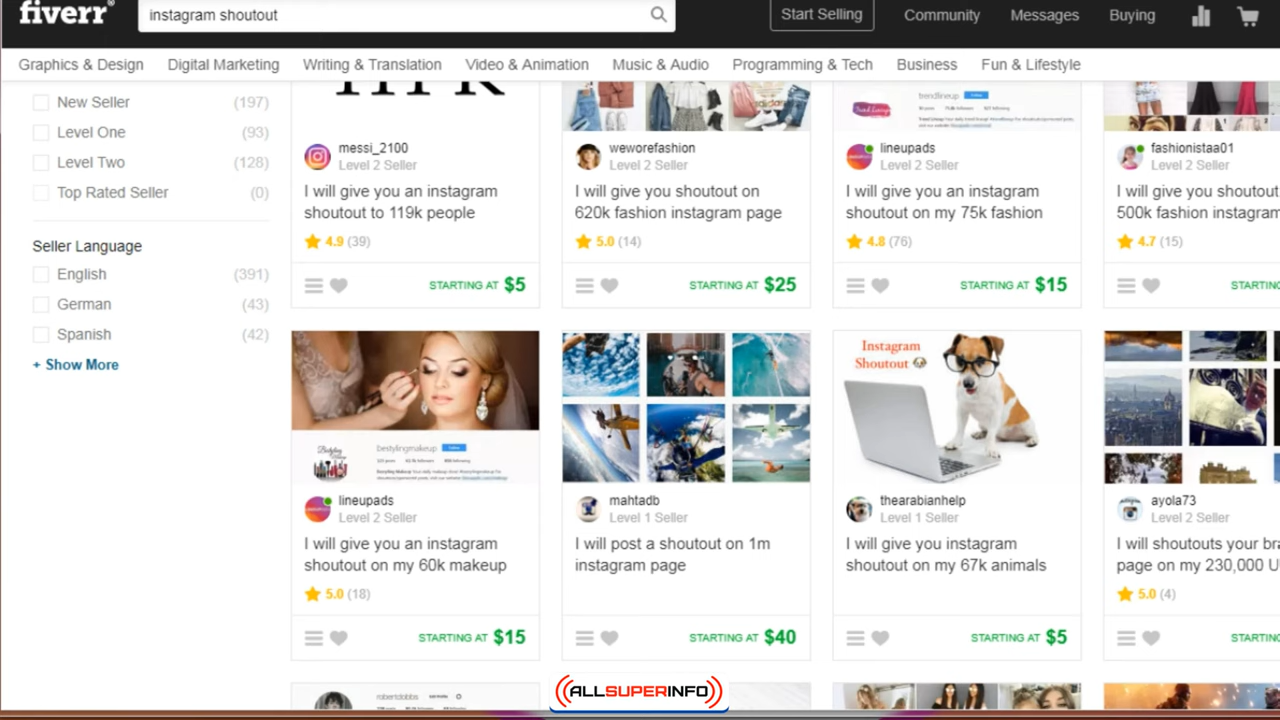 fiverr
instagram shoutout
Start Selling
Community
Messages
Buying
Graphics & Design
Digital Marketing
Writing & Translation
Video & Animation
Music & Audio
Programming & Tech
Business
Fun & Lifestyle
New Seller (197)
Level One (93)
Level Two (128)
Top Rated Seller (0)
Seller Language
English (391)
German (43)
Spanish (42)
+ Show More
trendlineup
messi_2100
Level 2 Seller
I will give you an instagram
shoutout to 119k people
4.9 (39)
STARTING AT $5
weworefashion
Level 2 Seller
I will give you shoutout on
620k fashion instagram page
5.0 (14)
STARTING AT $25
lineupads
Level 2 Seller
I will give you an instagram
shoutout on my 75k fashion
4.8 (76)
STARTING AT $15
fashionistaa01
Level 2 Seller
I will give you shoutout
500k fashion instagram
4.7 (15)
STARTING
bestylingmakeup
lineupads
Level 2 Seller
I will give you an instagram
shoutout on my 60k makeup
5.0 (18)
STARTING AT $15
mahtadb
Level 1 Seller
I will post a shoutout on 1m
instagram page
STARTING AT $40
Instagram
Shoutout
thearabianhelp
Level 1 Seller
I will give you instagram
shoutout on my 67k animals
STARTING AT $5
ayola73
Level 2 Seller
I will shoutouts your bra
page on my 230,000 U
5.0 (4)
STARTING
robertdobbs
ALLSUPERINFO